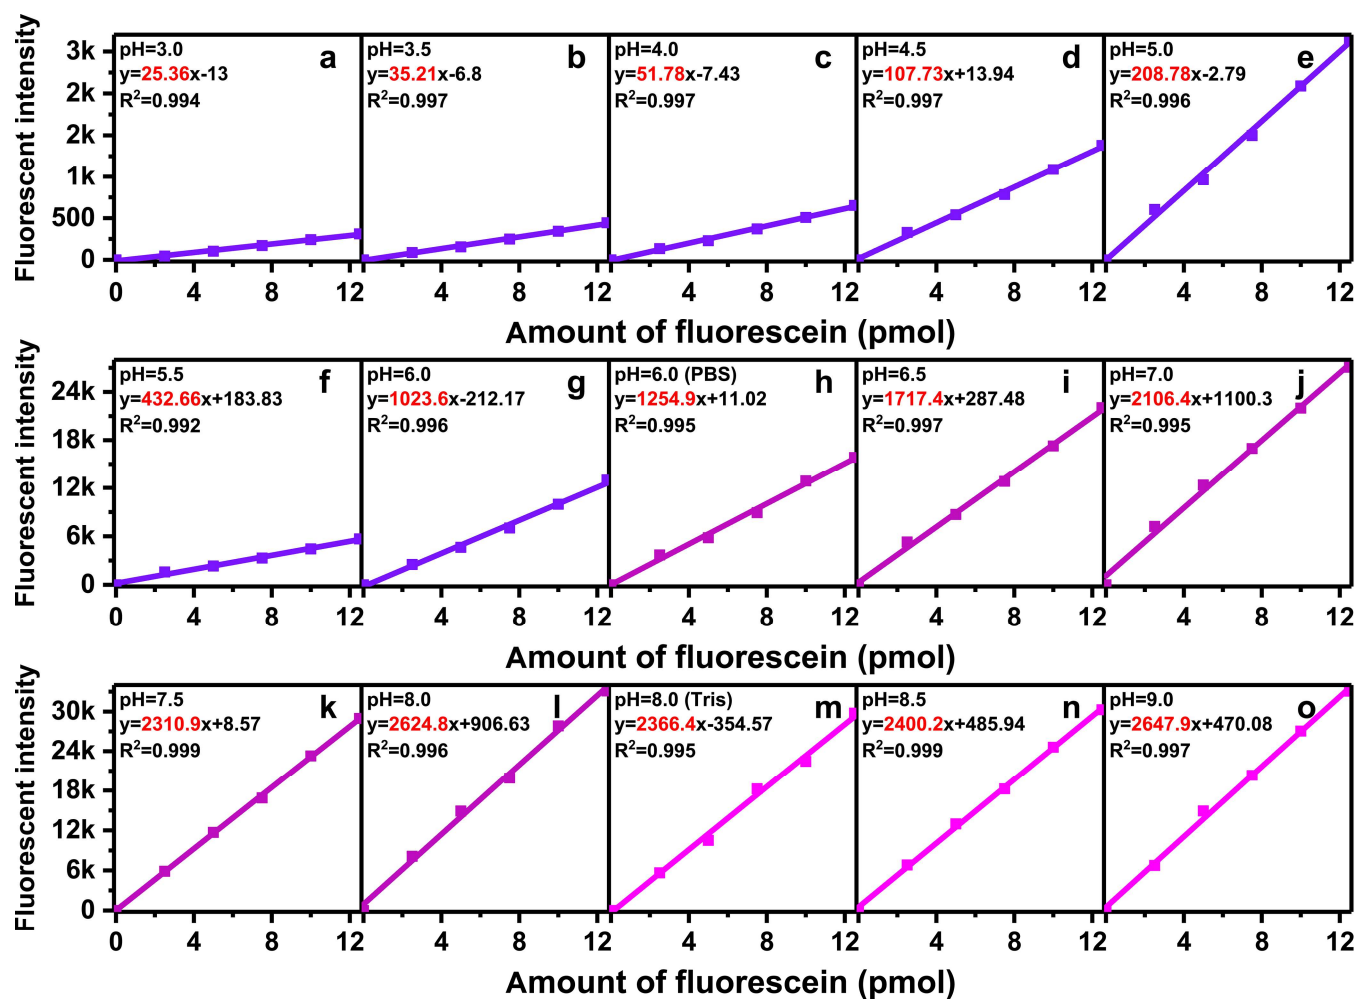 Fluorescent intensity
3k
2k
2k
1k
500
0
pH=3.0
y=25.36x-13
R²=0.994
a
pH=3.5
y=35.21x-6.8
R²=0.997
b
pH=4.0
y=51.78x-7.43
R²=0.997
c
pH=4.5
y=107.73x+13.94
R²=0.997
d
pH=5.0
y=208.78x-2.79
R²=0.996
e
0 4 8 12 4 8 12 4 8 12 4 8 12 4 8 12
Amount of fluorescein (pmol)
Fluorescent intensity
24k
18k
12k
6k
0
pH=5.5
y=432.66x+183.83
R²=0.992
f
pH=6.0
y=1023.6x-212.17
R²=0.996
g
pH=6.0 (PBS)
y=1254.9x+11.02
R²=0.995
h
pH=6.5
y=1717.4x+287.48
R²=0.997
i
pH=7.0
y=2106.4x+1100.3
R²=0.995
j
0 4 8 12 4 8 12 4 8 12 4 8 12 4 8 12
Amount of fluorescein (pmol)
Fluorescent intensity
30k
24k
18k
12k
6k
0
pH=7.5
y=2310.9x+8.57
R²=0.999
k
pH=8.0
y=2624.8x+906.63
R²=0.996
l
pH=8.0 (Tris)
y=2366.4x-354.57
R²=0.995
m
pH=8.5
y=2400.2x+485.94
R²=0.999
n
pH=9.0
y=2647.9x+470.08
R²=0.997
o
0 4 8 12 4 8 12 4 8 12 4 8 12 4 8 12
Amount of fluorescein (pmol)